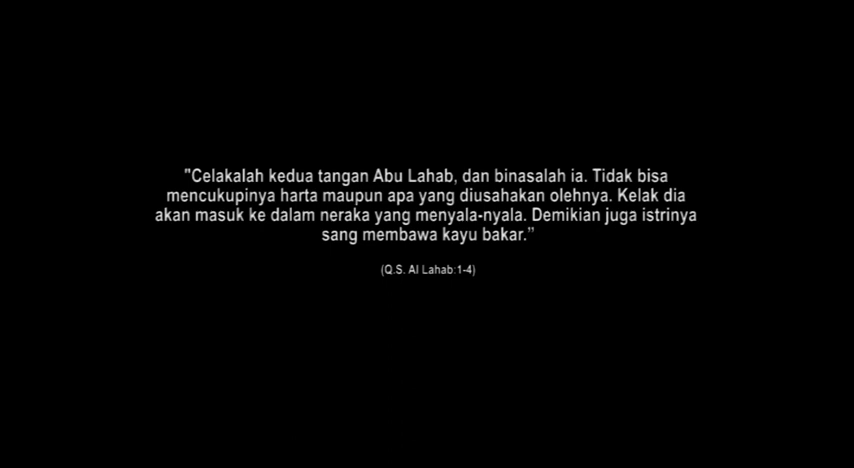 "Celakalah kedua tangan Abu Lahab, dan binasalah ia. Tidak bisa
mencukupinya harta maupun apa yang diusahakan olehnya. Kelak dia
akan masuk ke dalam neraka yang menyala-nyala. Demikian juga istrinya
sang membawa kayu bakar.”
(Q.S. Al Lahab:1-4)